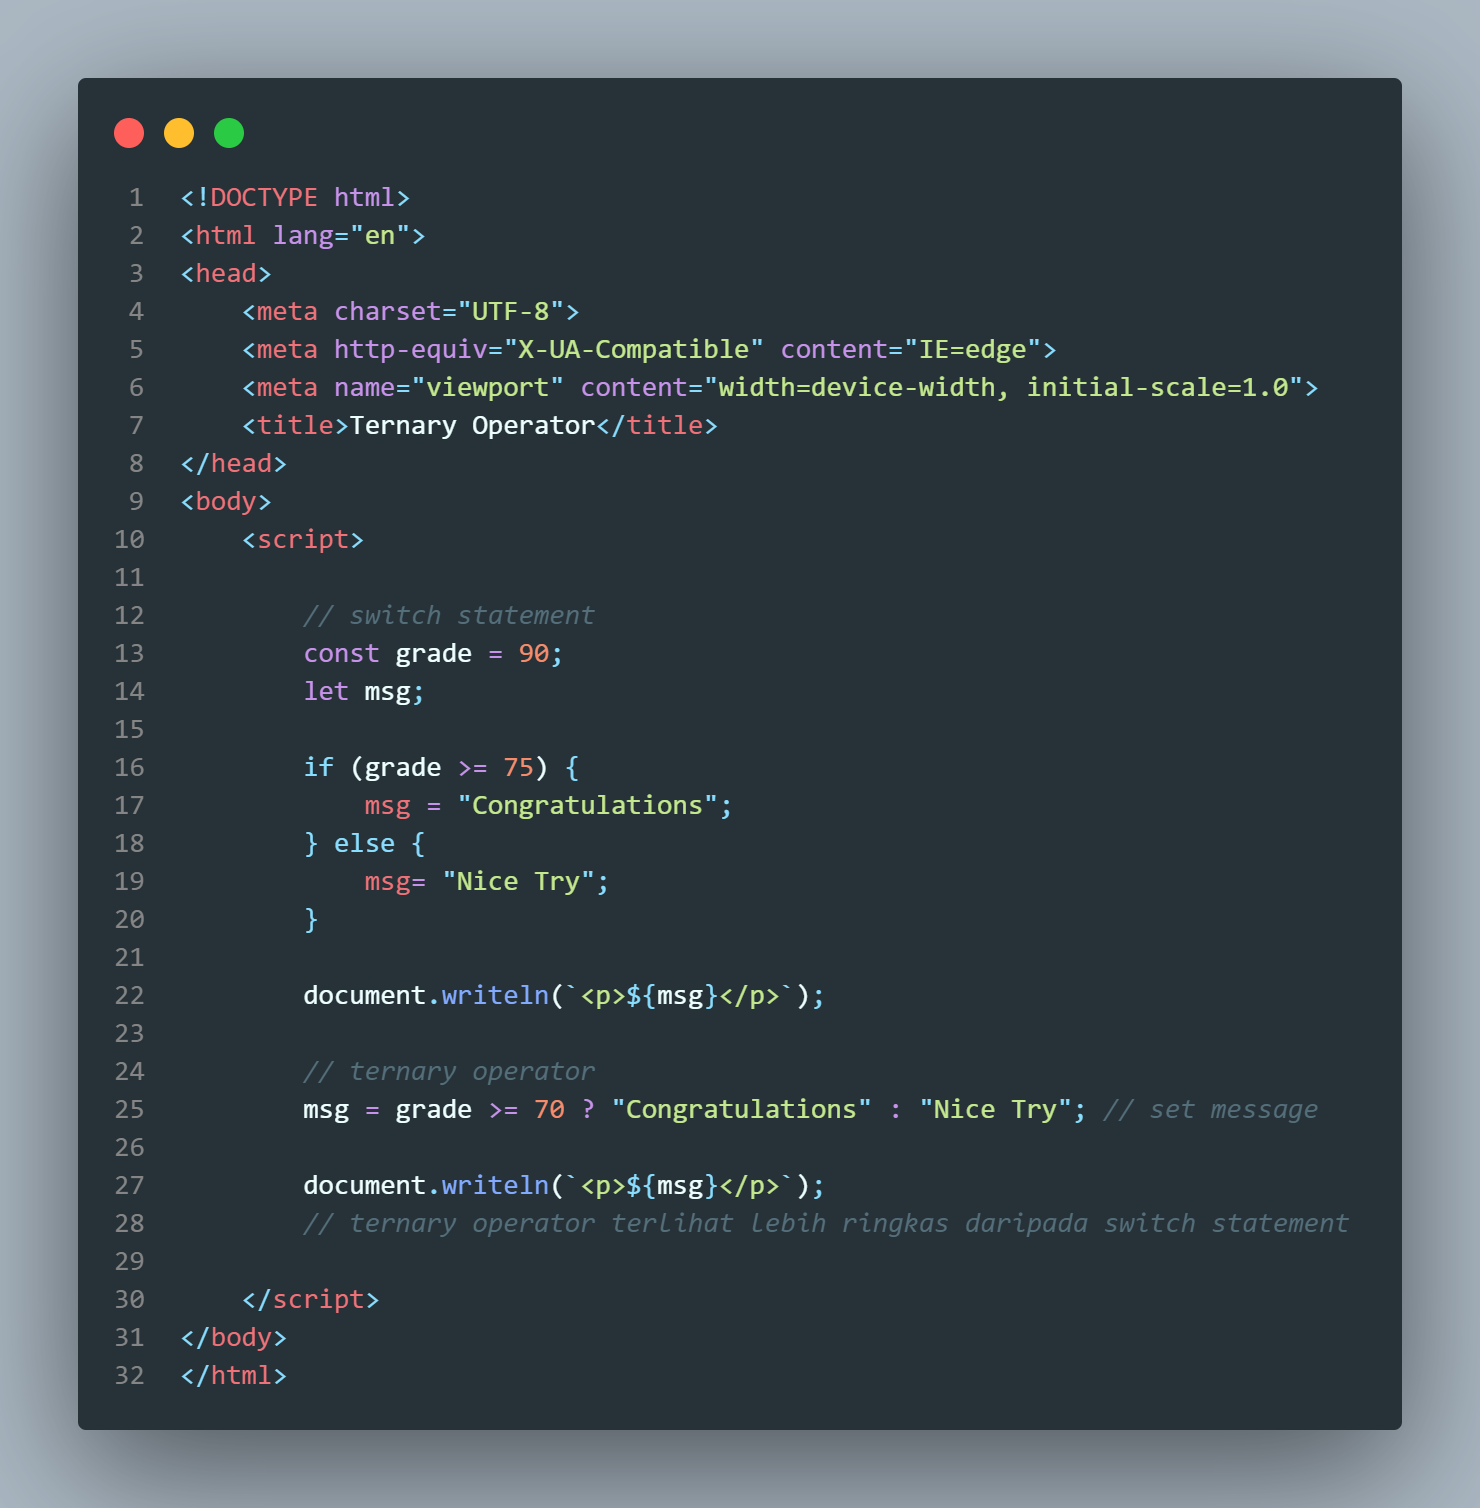 1 <!DOCTYPE html>
2 <html lang="en">
3 <head>
4     <meta charset="UTF-8">
5     <meta http-equiv="X-UA-Compatible" content="IE=edge">
6     <meta name="viewport" content="width=device-width, initial-scale=1.0">
7     <title>Ternary Operator</title>
8 </head>
9 <body>
10     <script>
11
12         // switch statement
13         const grade = 90;
14         let msg;
15
16         if (grade >= 75) {
17             msg = "Congratulations";
18         } else {
19             msg= "Nice Try";
20         }
21
22         document.writeln(`<p>${msg}</p>`);
23
24         // ternary operator
25         msg = grade >= 70 ? "Congratulations" : "Nice Try"; // set message
26
27         document.writeln(`<p>${msg}</p>`);
28         // ternary operator terlihat lebih ringkas daripada switch statement
29
30     </script>
31 </body>
32 </html>